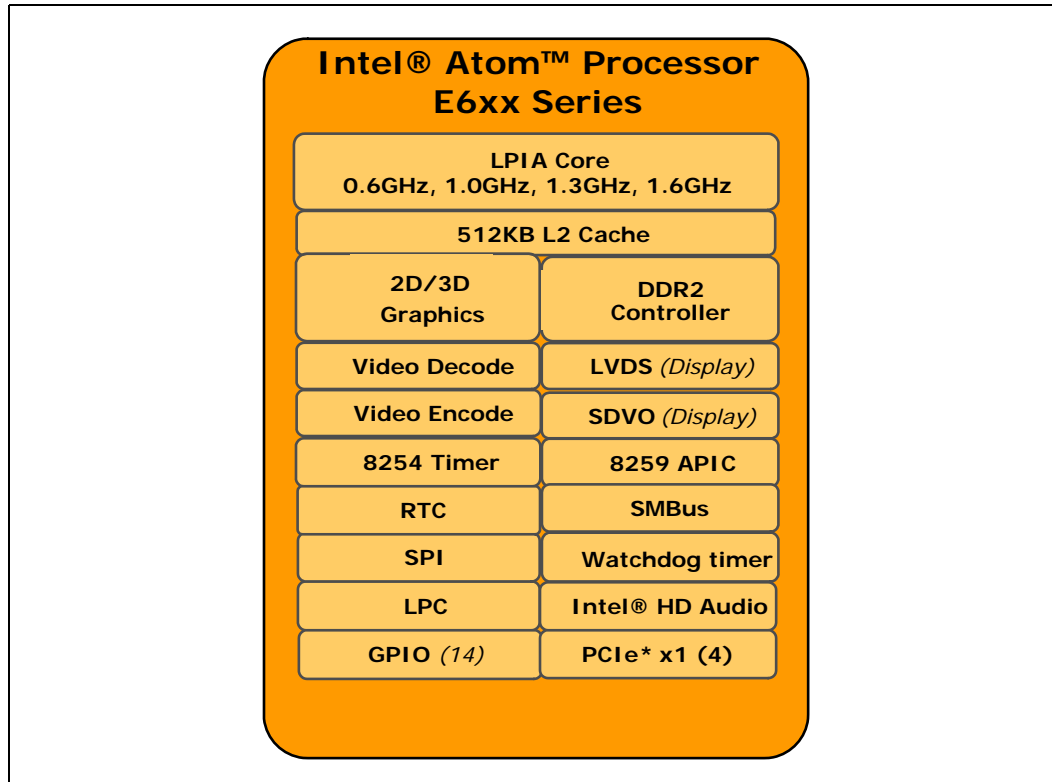 Intel® Atom™ Processor
E6xx Series
LPIA Core
0.6GHz, 1.0GHz, 1.3GHz, 1.6GHz
512KB L2 Cache
2D/3D
Graphics
DDR2
Controller
Video Decode
LVDS (Display)
Video Encode
SDVO (Display)
8254 Timer
8259 APIC
RTC
SMBus
SPI
Watchdog timer
LPC
Intel® HD Audio
GPIO (14)
PCIe* x1 (4)